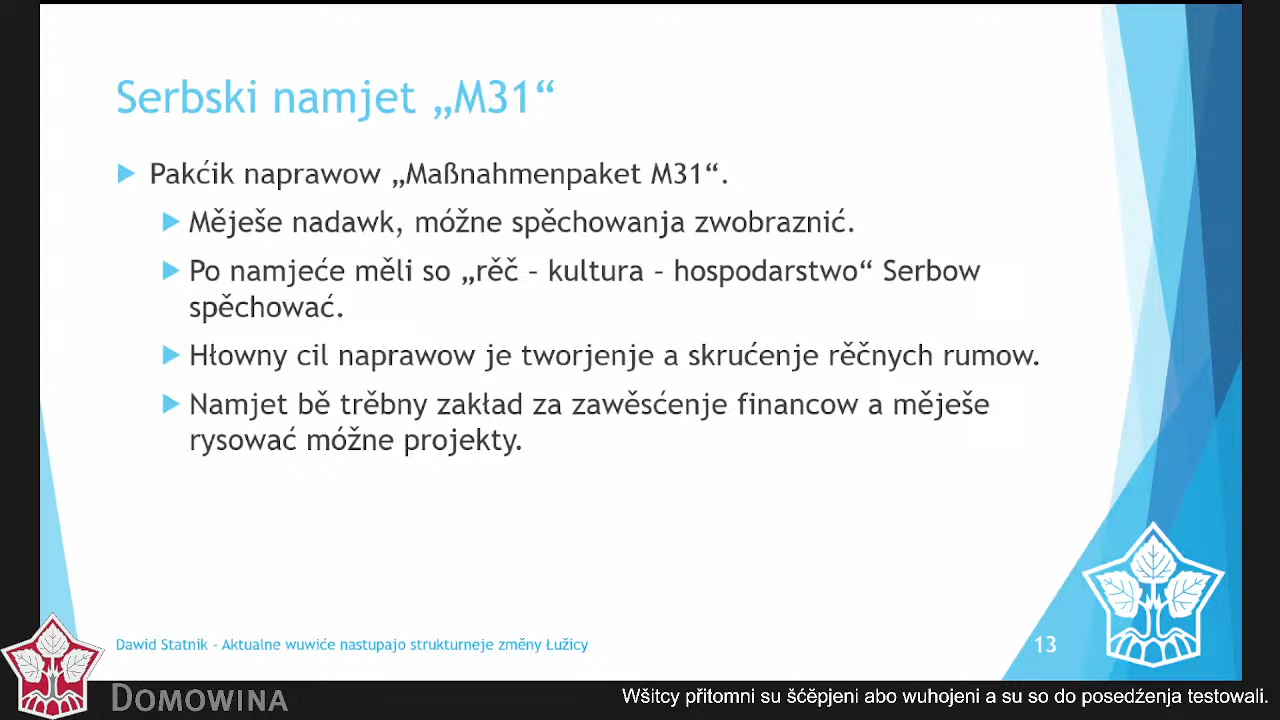 Serbski namjet „M31“
Pakćik naprawow „Maßnahmenpaket M31“.
Měješe nadawk, móžne spěchowanja zwobraznić.
Po namjeće měli so „rěč – kultura – hospodarstwo“ Serbow
spěchować.
Hłowny cil naprawow je tworjenje a skrućenje rěčnych rumow.
Namjet bě trěbny zakład za zawěsćenje financow a měješe
rysować móžne projekty.
Dawid Statnik – Aktualne wuwiće nastupajo strukturneje změny Łužicy
13
DOMOWINA
Wšitcy přitomni su šćěpjeni abo wuhojeni a su so do posedźenja testowali.